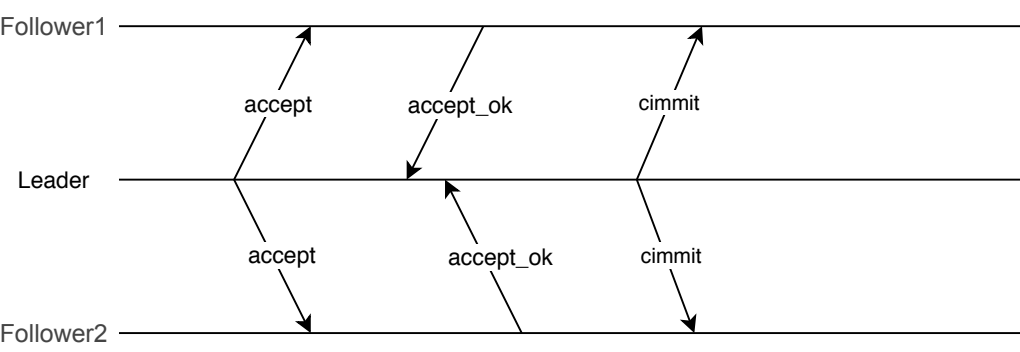 Follower1
accept
accept_ok
cimmit
Leader
accept
accept_ok
cimmit
Follower2